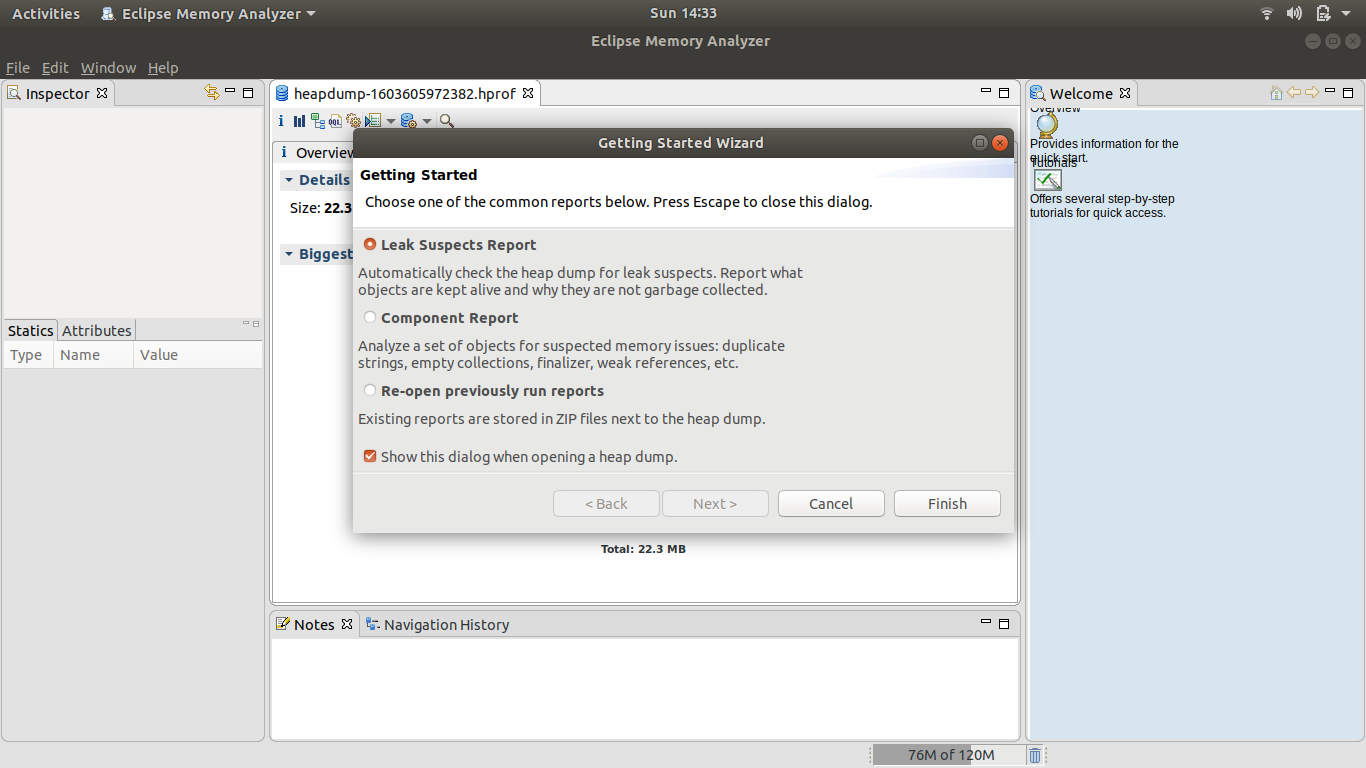 Activities
Eclipse Memory Analyzer
Sun 14:33
Eclipse Memory Analyzer
File Edit Window Help
Inspector
Statics Attributes
Type Name Value
heapdump-1603605972382.hprof
i
OQL
i Overview
Details
Size: 22.3
Biggest
Getting Started Wizard
Getting Started
Choose one of the common reports below. Press Escape to close this dialog.
Leak Suspects Report
Automatically check the heap dump for leak suspects. Report what
objects are kept alive and why they are not garbage collected.
Component Report
Analyze a set of objects for suspected memory issues: duplicate
strings, empty collections, finalizer, weak references, etc.
Re-open previously run reports
Existing reports are stored in ZIP files next to the heap dump.
Show this dialog when opening a heap dump.
< Back Next > Cancel Finish
Total: 22.3 MB
Notes Navigation History
Welcome
Overview
Provides information for the
quick start.
Tutorials
Offers several step-by-step
tutorials for quick access.
76M of 120M